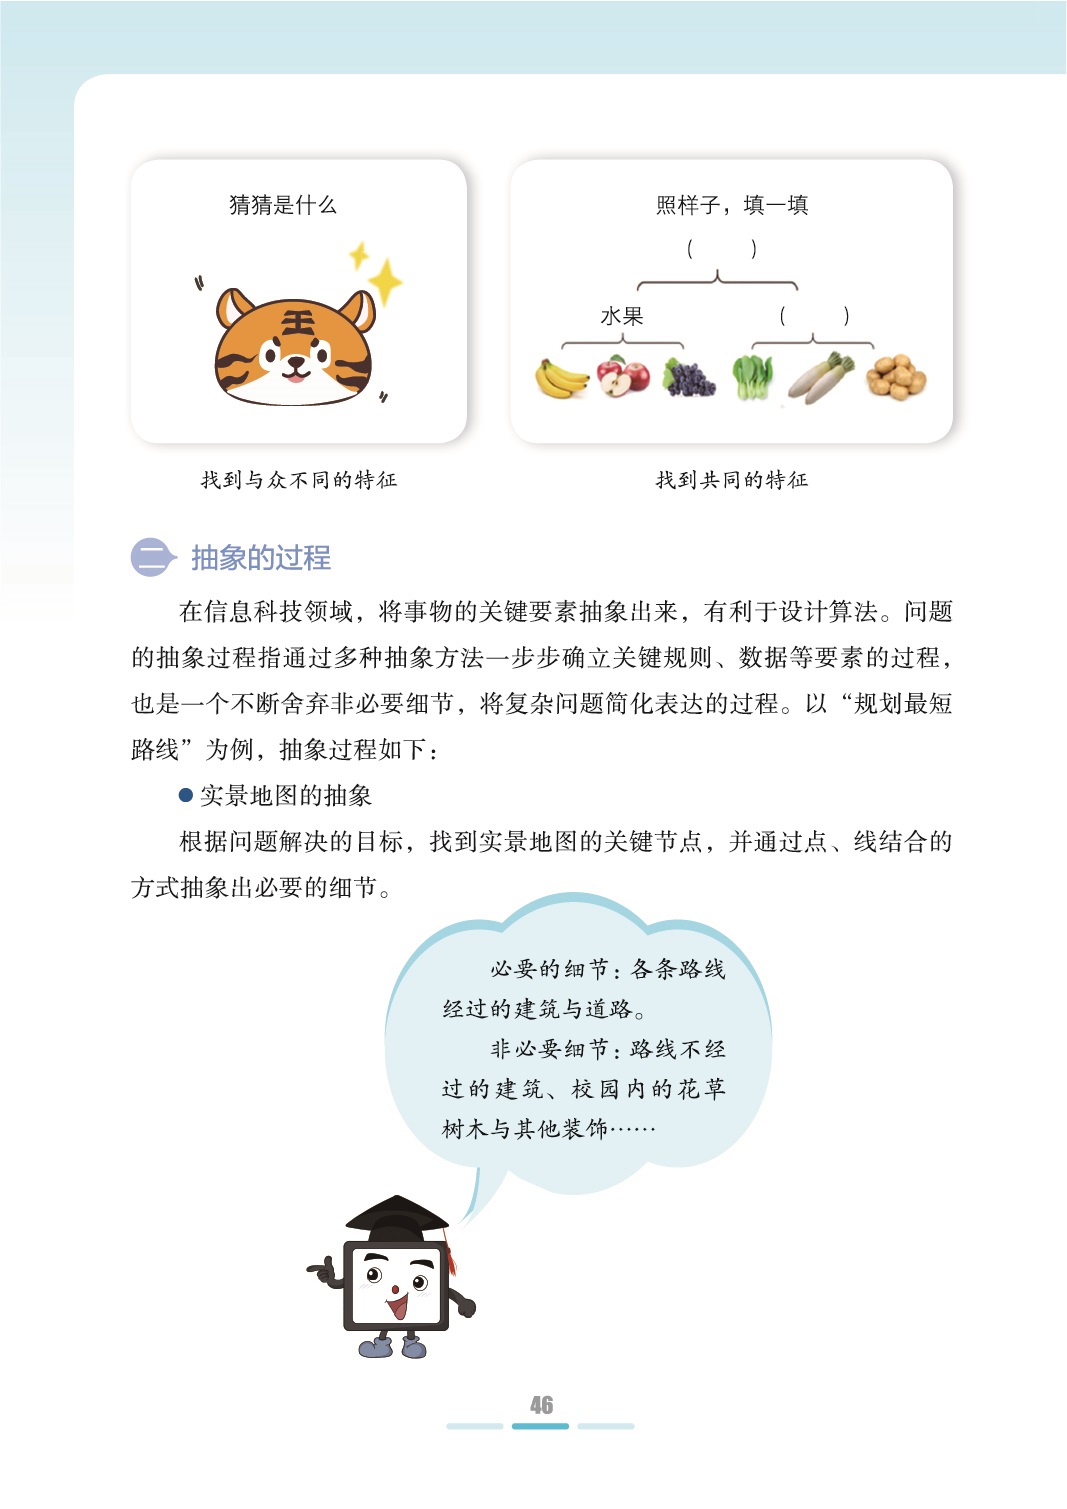 猜猜是什么
王
找到与众不同的特征
照样子，填一填
（　　）
水果　（　　）
找到共同的特征
二 抽象的过程
在信息科技领域，将事物的关键要素抽象出来，有利于设计算法。问题
的抽象过程指通过多种抽象方法一步步确立关键规则、数据等要素的过程，
也是一个不断舍弃非必要细节，将复杂问题简化表达的过程。以“规划最短
路线”为例，抽象过程如下：
●实景地图的抽象
根据问题解决的目标，找到实景地图的关键节点，并通过点、线结合的
方式抽象出必要的细节。
必要的细节：各条路线
经过的建筑与道路。
非必要细节：路线不经
过的建筑、校园内的花草
树木与其他装饰……
46